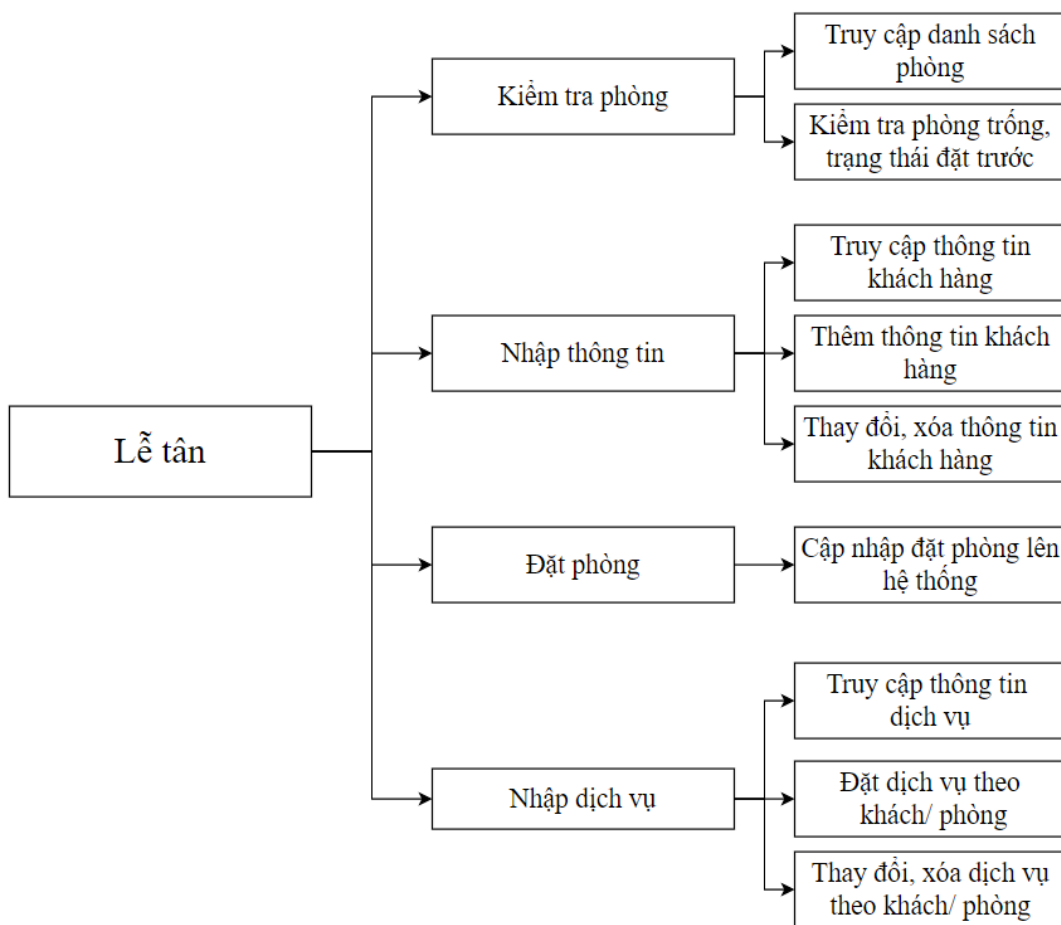 Lễ tân
Kiểm tra phòng
Truy cập danh sách
phòng
Kiểm tra phòng trống,
trạng thái đặt trước
Nhập thông tin
Truy cập thông tin
khách hàng
Thêm thông tin khách
hàng
Thay đổi, xóa thông tin
khách hàng
Đặt phòng
Cập nhập đặt phòng lên
hệ thống
Nhập dịch vụ
Truy cập thông tin
dịch vụ
Đặt dịch vụ theo
khách/ phòng
Thay đổi, xóa dịch vụ
theo khách/ phòng